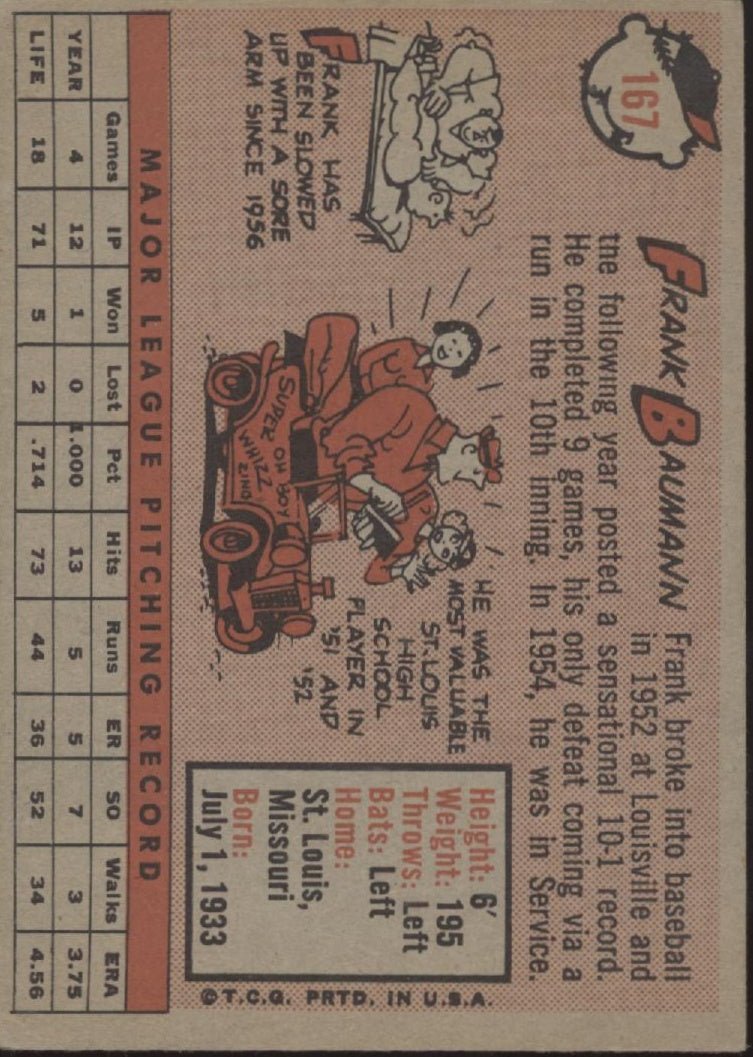 167
FRANK BAUMANN Frank broke into baseball
in 1952 at Louisville and
the following year posted a sensational 10-1 record.
He completed 9 games, his only defeat coming via a
run in the 10th inning. In 1954, he was in Service.
FRANK HAS
BEEN SLOWED
UP WITH A SORE
ARM SINCE 1956
SUPER OH BOY
WHIZZ
ZING
HE WAS THE
MOST VALUABLE
ST. LOUIS
HIGH
SCHOOL
PLAYER IN
'51 AND
'52
Height: 6'
Weight: 195
Throws: Left
Bats: Left
Home:
St. Louis,
Missouri
Born:
July 1, 1933
© T.C.G. PRTD. IN U.S.A.
MAJOR LEAGUE PITCHING RECORD
Games IP Won Lost Pct Hits Runs ER SO Walks ERA
YEAR 4 12 1 0 1.000 13 5 5 7 3 3.75
LIFE 18 71 5 2 .714 73 44 36 52 34 4.56